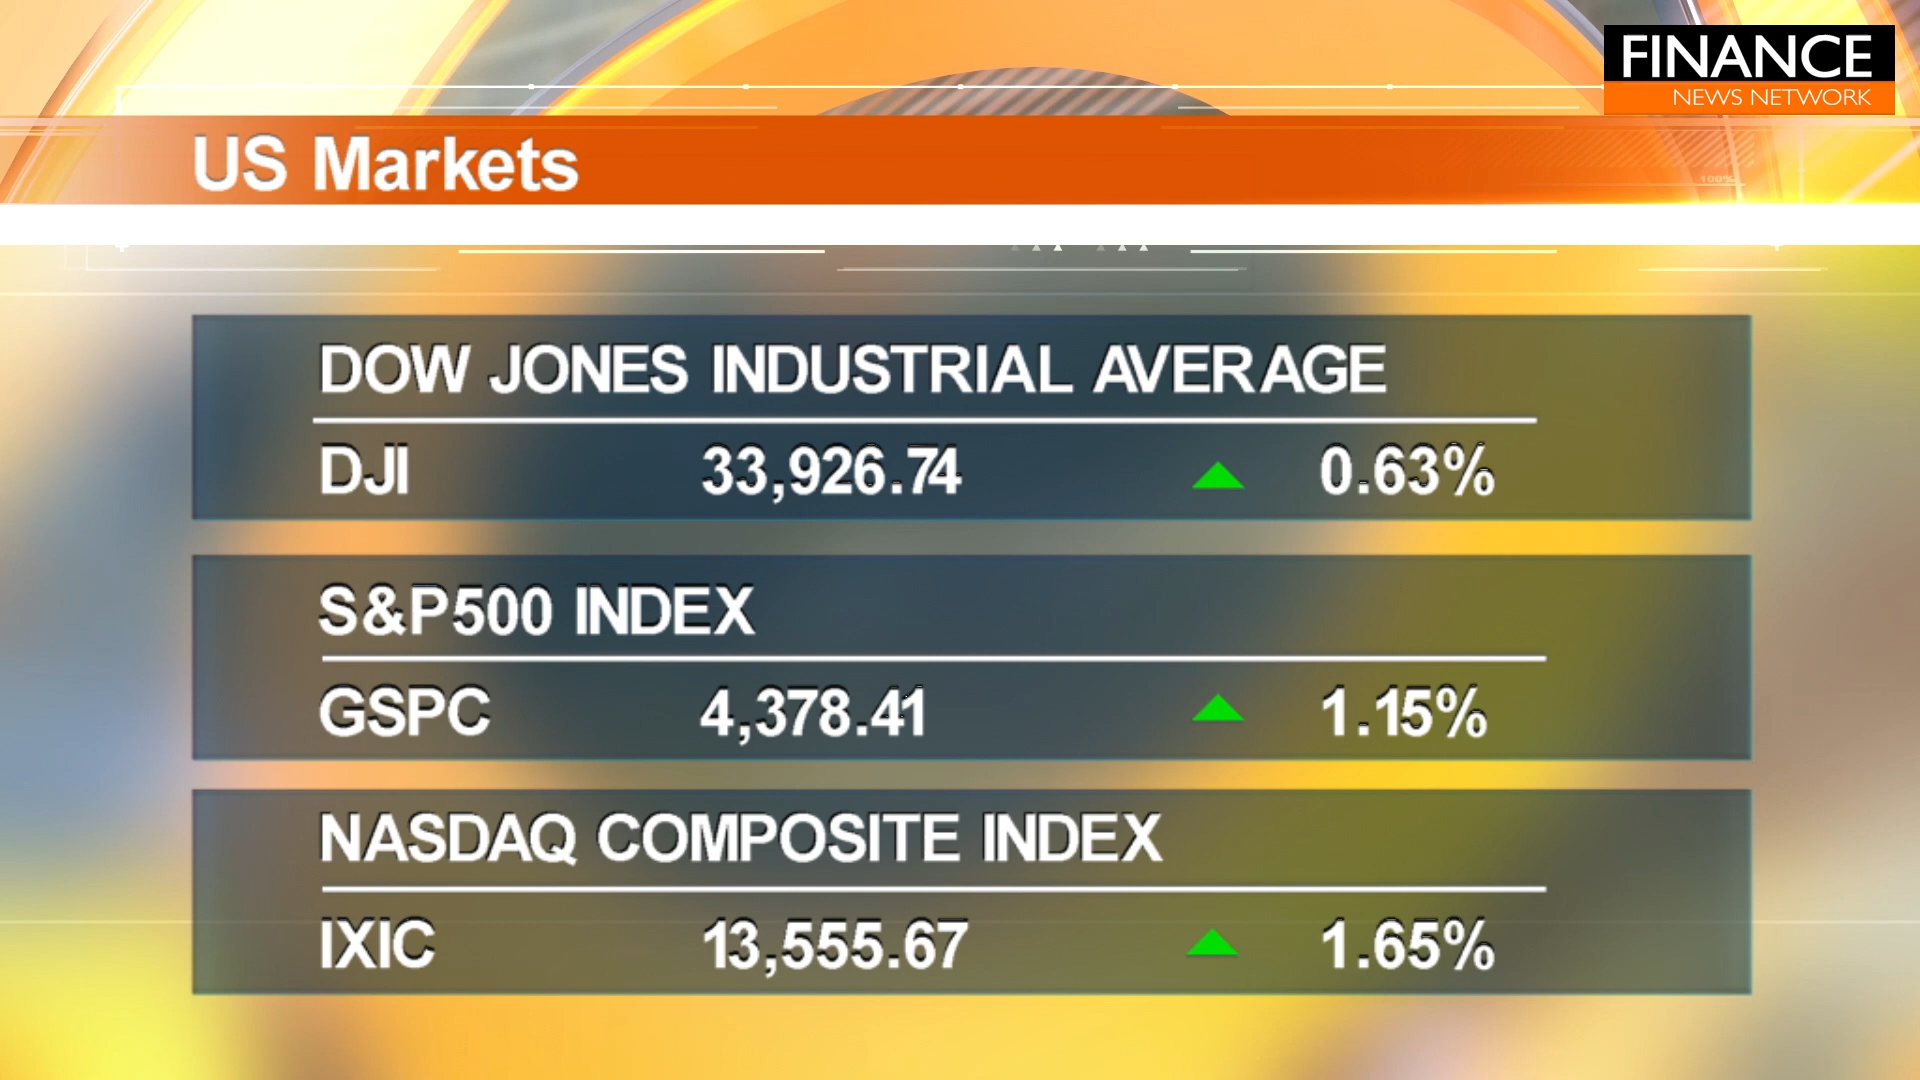 FINANCE
NEWS NETWORK
US Markets
100%
DOW JONES INDUSTRIAL AVERAGE
DJI 33,926.74 0.63%
S&P500 INDEX
GSPC 4,378.41 1.15%
NASDAQ COMPOSITE INDEX
IXIC 13,555.67 1.65%